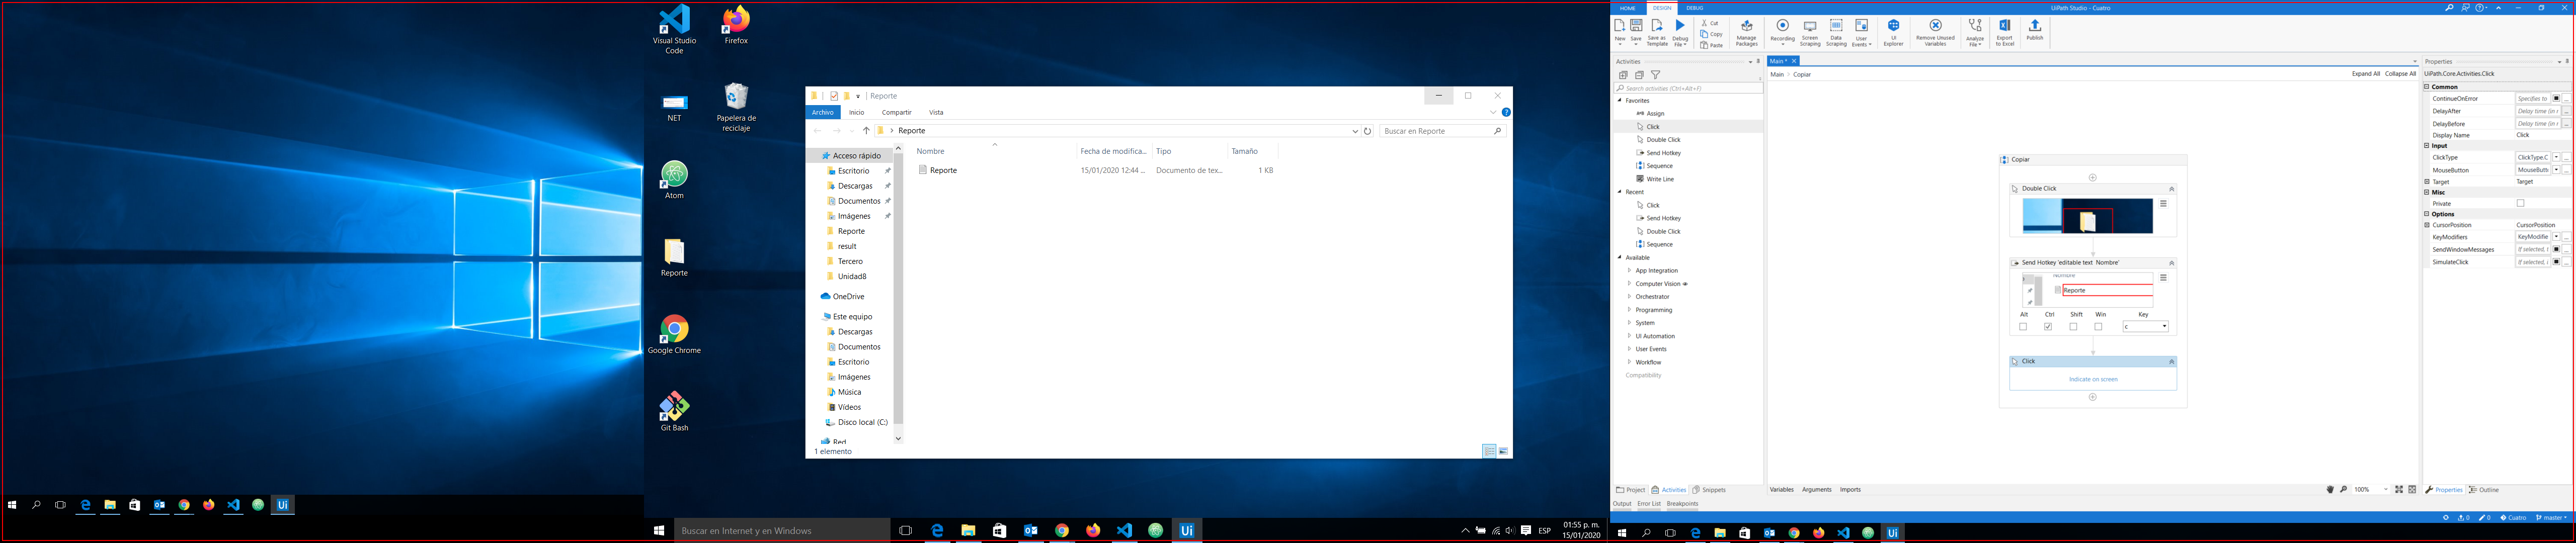 Visual Studio
Code
Firefox
NET
Papelera de
reciclaje
Atom
Reporte
Google Chrome
Git Bash
Reporte
Archivo
Inicio
Compartir
Vista
Reporte
Buscar en Reporte
Nombre
Fecha de modifica...
Tipo
Tamaño
Reporte
15/01/2020 12:44 ...
Documento de tex...
1 KB
Acceso rápido
Escritorio
Descargas
Documentos
Imágenes
Reporte
result
Tercero
Unidad8
OneDrive
Este equipo
Descargas
Documentos
Escritorio
Imágenes
Música
Vídeos
Disco local (C:)
Red
1 elemento
Buscar en Internet y en Windows
ESP
01:55 p. m.
15/01/2020
HOME
DESIGN
DEBUG
UiPath Studio - Cuatro
New
Save
Save as
Template
Debug
File
Cut
Copy
Paste
Manage
Packages
Recording
Screen
Scraping
Data
Scraping
User
Events
UI
Explorer
Remove Unused
Variables
Analyze
File
Export
to Excel
Publish
Activities
Search activities (Ctrl+Alt+F)
Favorites
Assign
Click
Double Click
Send Hotkey
Sequence
Write Line
Recent
Click
Send Hotkey
Double Click
Sequence
Available
App Integration
Computer Vision
Orchestrator
Programming
System
UI Automation
User Events
Workflow
Compatibility
Project
Activities
Snippets
Output
Error List
Breakpoints
Main *
Main
Copiar
Expand All
Collapse All
Copiar
Double Click
Send Hotkey 'editable text Nombre'
Nombre
Reporte
Alt
Ctrl
Shift
Win
Key
c
Click
Indicate on screen
Variables
Arguments
Imports
100%
Properties
UiPath.Core.Activities.Click
Common
ContinueOnError
Specifies to
DelayAfter
Delay time (in r
DelayBefore
Delay time (in r
Display Name
Click
Input
ClickType
ClickType.C
MouseButton
MouseButt
Target
Target
Misc
Private
Options
CursorPosition
CursorPosition
KeyModifiers
KeyModifie
SendWindowMessages
If selected, t
SimulateClick
If selected, i
Properties
Outline
0
0
Cuatro
master